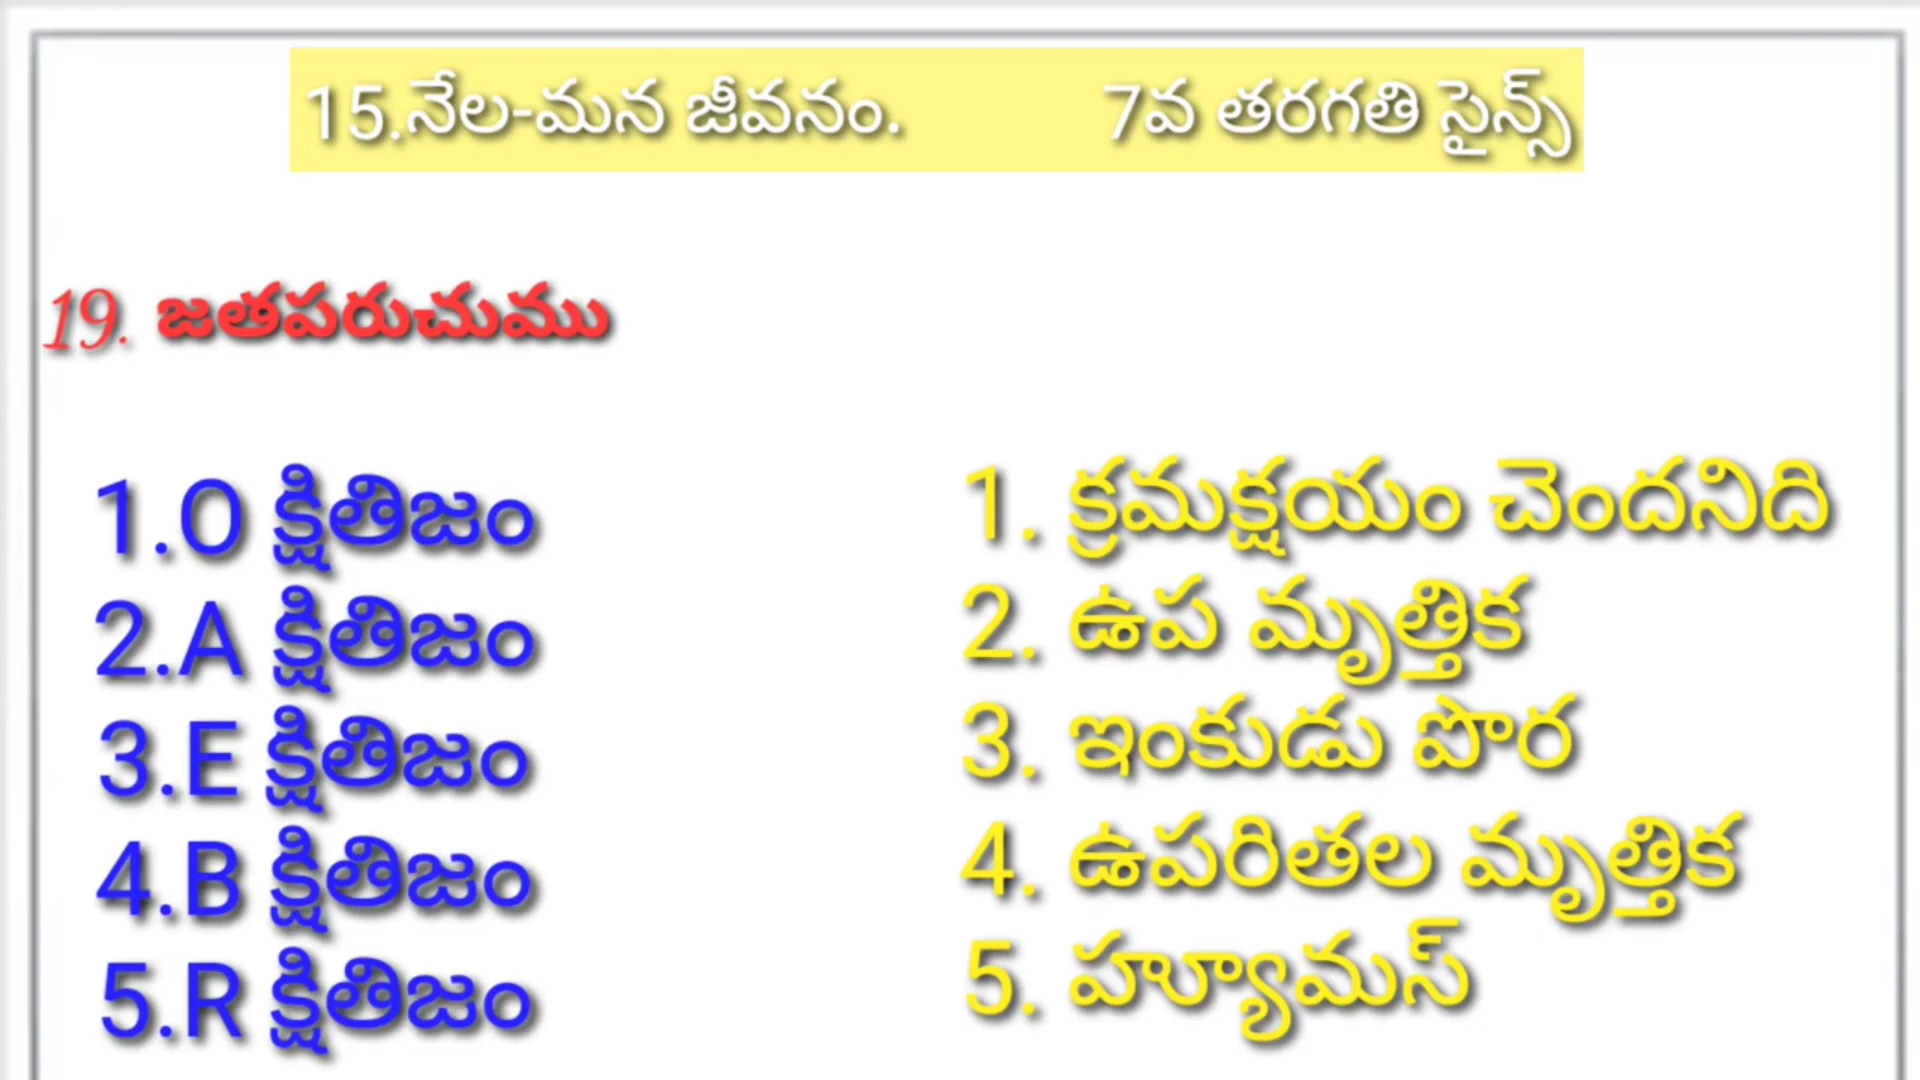 15.నేల-మన జీవనం. 7వ తరగతి సైన్స్
19. జతపరుచుము
1.O క్షితిజం 1. క్రమక్షయం చెందనిది
2.A క్షితిజం 2. ఉప మృత్తిక
3.E క్షితిజం 3. ఇంకుడు పొర
4.B క్షితిజం 4. ఉపరితల మృత్తిక
5.R క్షితిజం 5. హ్యూమస్